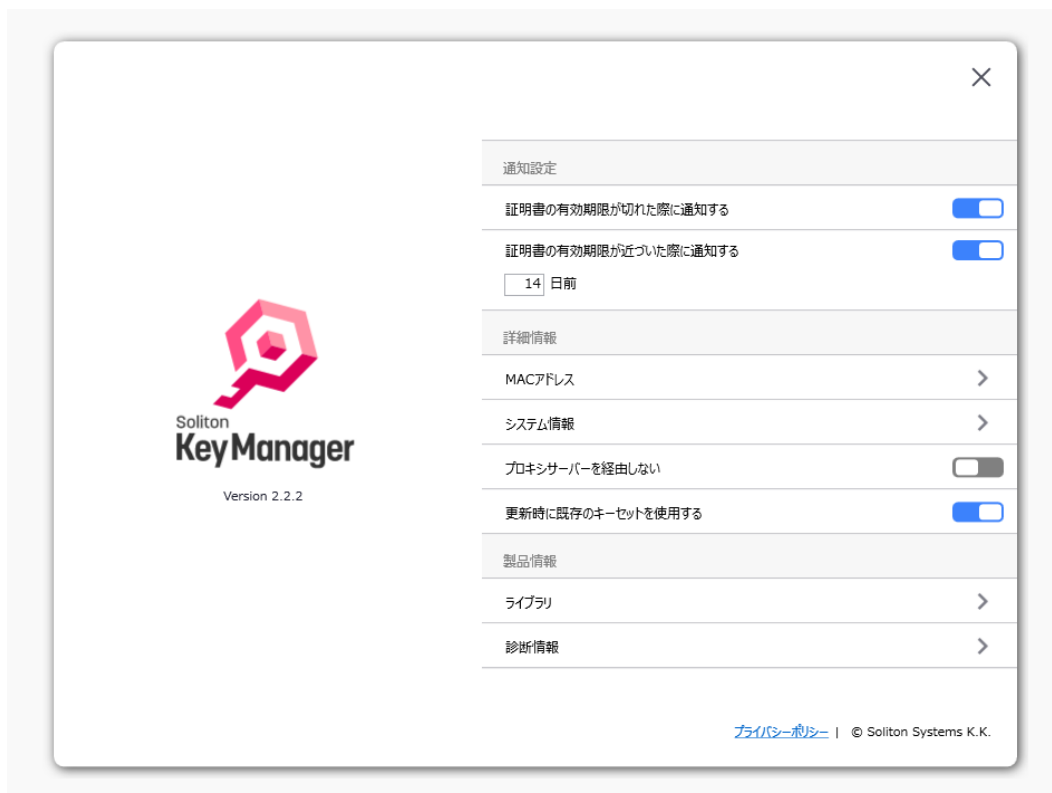 Soliton
KeyManager
Version 2.2.2
通知設定
証明書の有効期限が切れた際に通知する
証明書の有効期限が近づいた際に通知する
14 日前
詳細情報
MACアドレス
システム情報
プロキシサーバーを経由しない
更新時に既存のキーセットを使用する
製品情報
ライブラリ
診断情報
プライバシーポリシー | © Soliton Systems K.K.